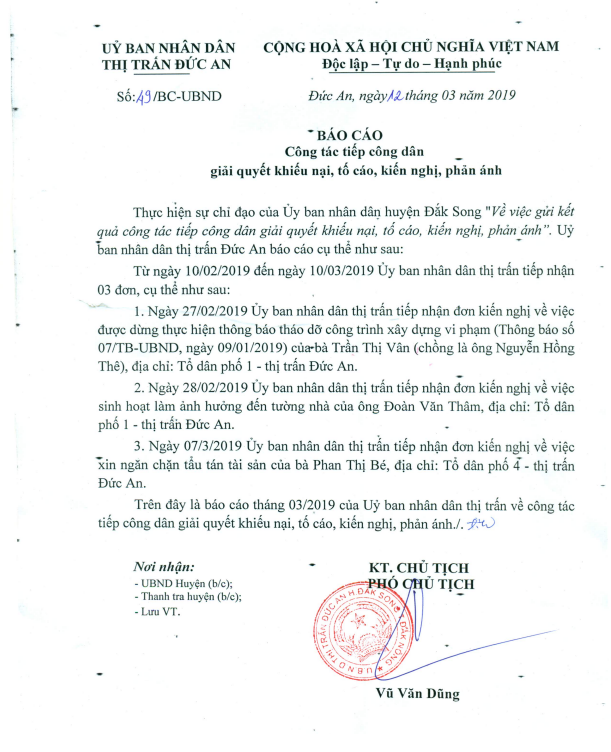 UỶ BAN NHÂN DÂN
THỊ TRẤN ĐỨC AN
CỘNG HOÀ XÃ HỘI CHỦ NGHĨA VIỆT NAM
Độc lập – Tự do – Hạnh phúc
Số:49/BC-UBND
Đức An, ngày12tháng 03 năm 2019
BÁO CÁO
Công tác tiếp công dân
giải quyết khiếu nại, tố cáo, kiến nghị, phản ánh
Thực hiện sự chỉ đạo của Ủy ban nhân dân huyện Đắk Song "Về việc gửi kết
quả công tác tiếp công dân giải quyết khiếu nại, tố cáo, kiến nghị, phản ánh". Uỷ
ban nhân dân thị trấn Đức An báo cáo cụ thể như sau:
Từ ngày 10/02/2019 đến ngày 10/03/2019 Ủy ban nhân dân thị trấn tiếp nhận
03 đơn, cụ thể như sau:
1. Ngày 27/02/2019 Ủy ban nhân dân thị trấn tiếp nhận đơn kiến nghị về việc
được dừng thực hiện thông báo tháo dỡ công trình xây dựng vi phạm (Thông báo số
07/TB-UBND, ngày 09/01/2019) của bà Trần Thị Vân (chồng là ông Nguyễn Hồng
Thê), địa chỉ: Tổ dân phố 1 - thị trấn Đức An.
2. Ngày 28/02/2019 Ủy ban nhân dân thị trấn tiếp nhận đơn kiến nghị về việc
sinh hoạt làm ảnh hưởng đến tường nhà của ông Đoàn Văn Thâm, địa chỉ: Tổ dân
phố 1 - thị trấn Đức An.
3. Ngày 07/3/2019 Ủy ban nhân dân thị trấn tiếp nhận đơn kiến nghị về việc
xin ngăn chặn tẩu tán tài sản của bà Phan Thị Bé, địa chỉ: Tổ dân phố 4 - thị trấn
Đức An.
Trên đây là báo cáo tháng 03/2019 của Uỷ ban nhân dân thị trấn về công tác
tiếp công dân giải quyết khiếu nại, tố cáo, kiến nghị, phản ánh./.
Nơi nhận:
- UBND Huyện (b/c);
- Thanh tra huyện (b/c);
- Lưu VT.
KT. CHỦ TỊCH
PHÓ CHỦ TỊCH
U.B.N.D THỊ TRẤN ĐỨC AN H.ĐẮK SONG - ĐẮK NÔNG
Vũ Văn Dũng